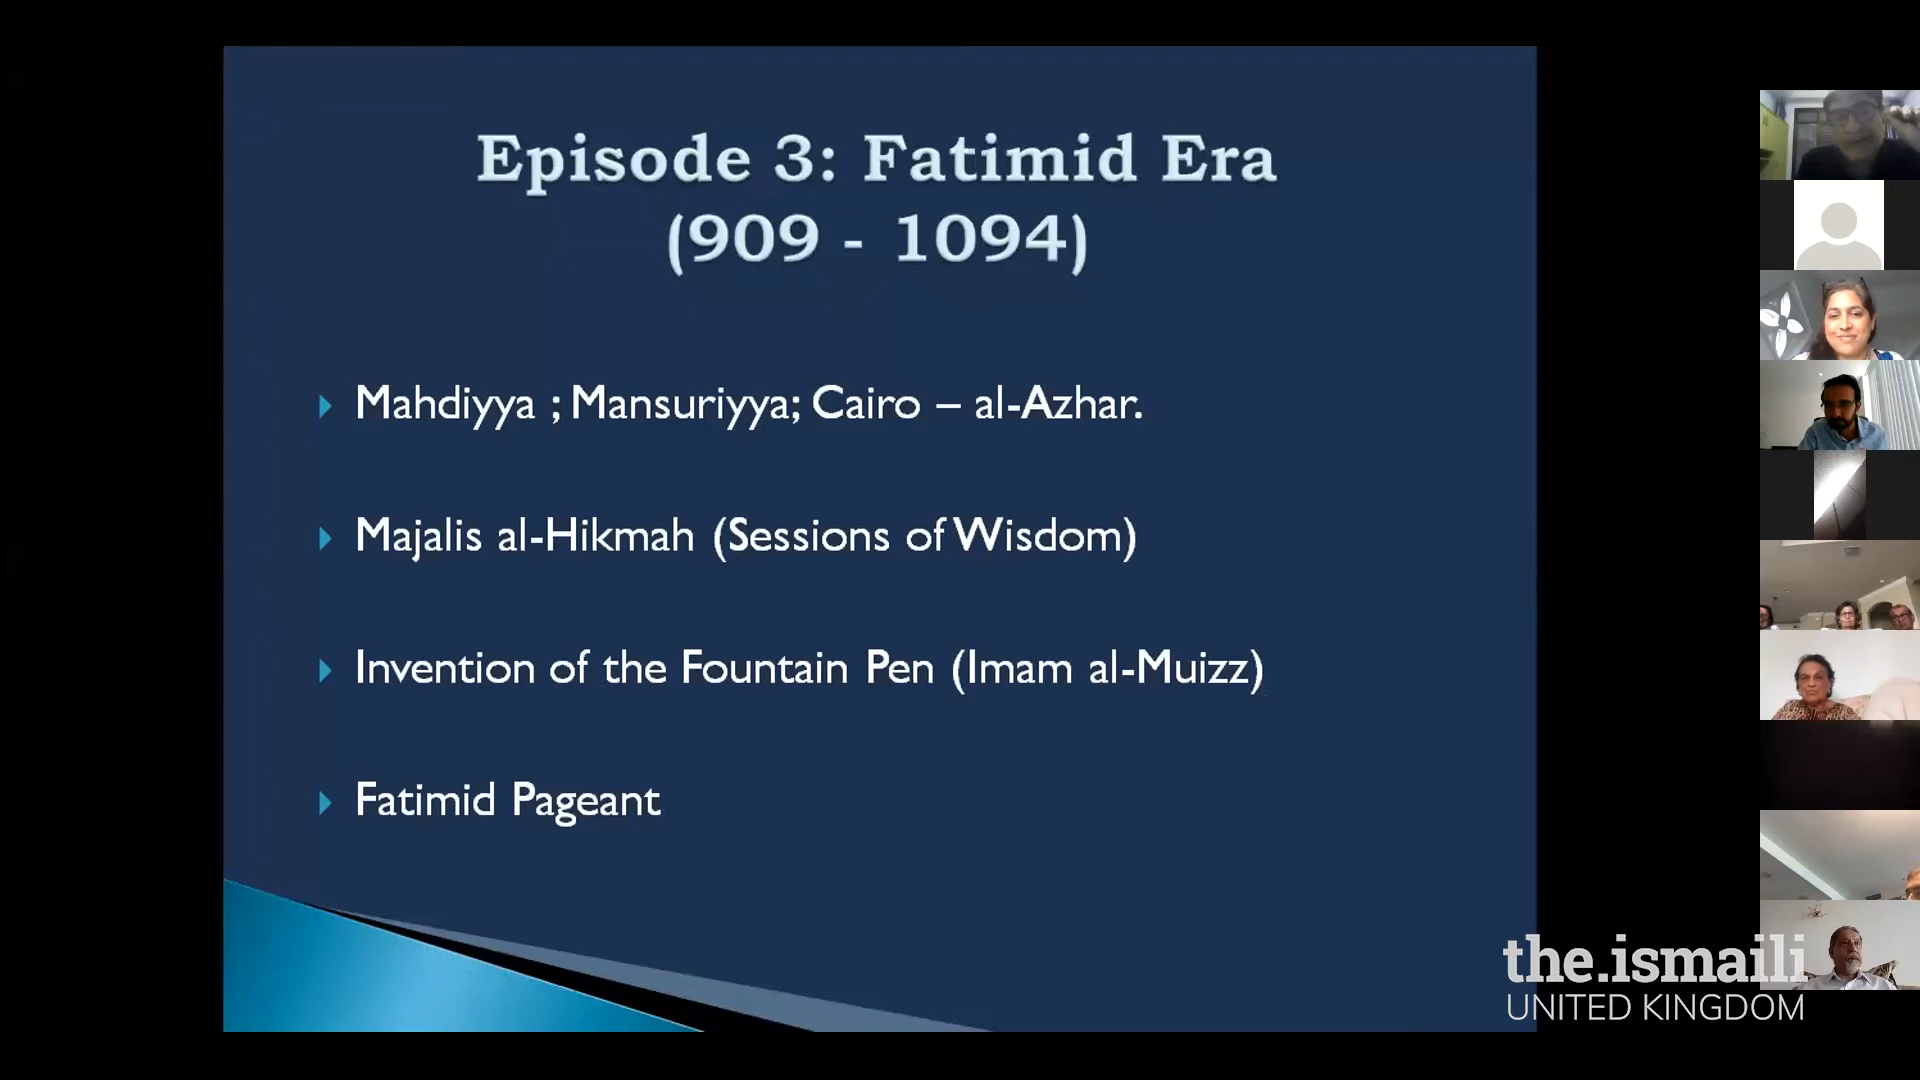 Episode 3: Fatimid Era
(909 - 1094)
Mahdiyya ; Mansuriyya; Cairo – al-Azhar.
Majalis al-Hikmah (Sessions of Wisdom)
Invention of the Fountain Pen (Imam al-Muizz)
Fatimid Pageant
the.ismaili
UNITED KINGDOM